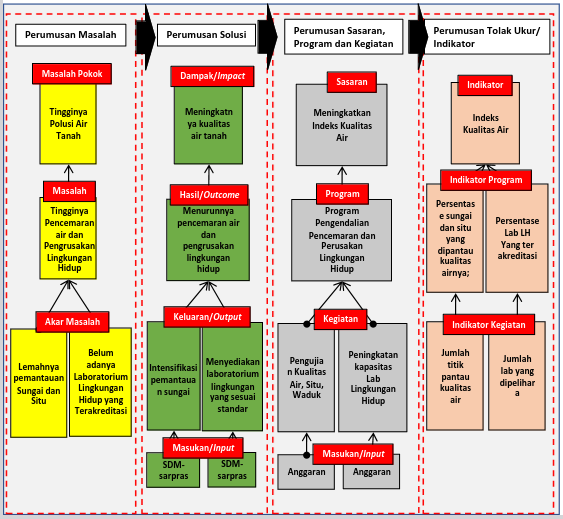 Perumusan Masalah
Masalah Pokok
Tingginya
Polusi Air
Tanah
Masalah
Tingginya
Pencemaran
air dan
Pengrusakan
Lingkungan
Hidup
Akar Masalah
Lemahnya
pemantauan
Sungai dan
Situ
Belum
adanya
Laboratorium
Lingkungan
Hidup yang
Terakreditasi
Perumusan Solusi
Dampak/Impact
Meningkatn
ya kualitas
air tanah
Hasil/Outcome
Menurunnya
pencemaran air
dan
pengrusakan
lingkungan
hidup
Keluaran/Output
Intensifikasi
pemantaua
n sungai
Menyediakan
laboratorium
lingkungan
yang sesuai
standar
Masukan/Input
SDM-
sarpras
SDM-
sarpras
Perumusan Sasaran,
Program dan Kegiatan
Sasaran
Meningkatkan
Indeks Kualitas
Air
Program
Program
Pengendalian
Pencemaran dan
Perusakan
Lingkungan
Hidup
Kegiatan
Pengujia
n Kualitas
Air, Situ,
Waduk
Peningkatan
kapasitas
Lab
Lingkungan
Hidup
Masukan/Input
Anggaran
Anggaran
Perumusan Tolak Ukur/
Indikator
Indikator
Indeks
Kualitas Air
Indikator Program
Persentas
e sungai
dan situ
yang
dipantau
kualitas
airnya;
Persentase
Lab LH
Yang ter
akreditasi
Indikator Kegiatan
Jumlah
titik
pantau
kualitas
air
Jumlah
lab yang
dipelihar
a